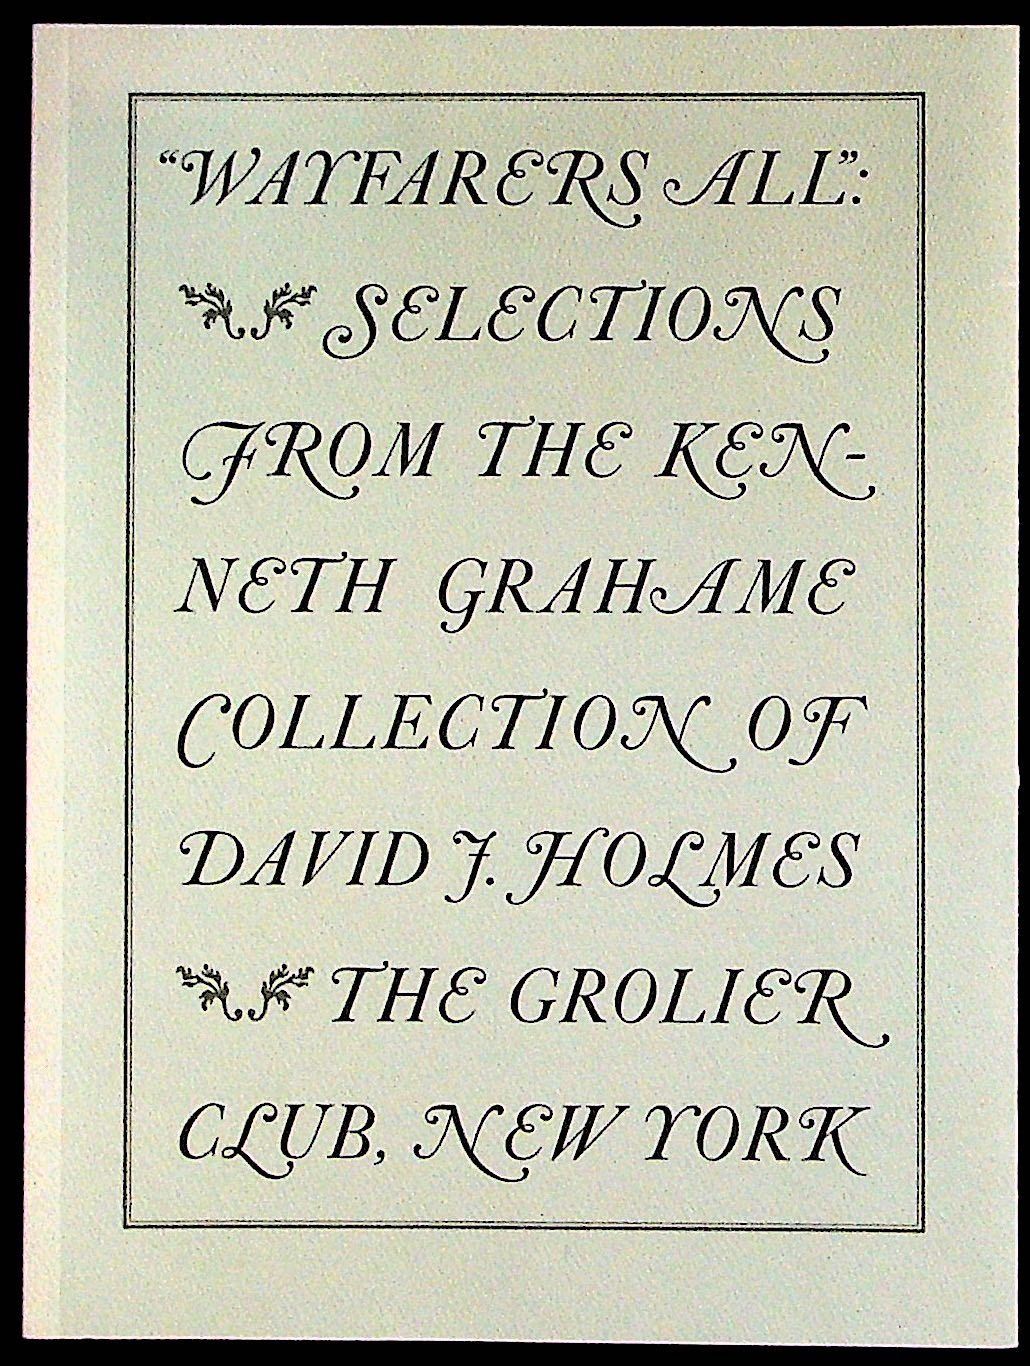 “WAYFARERS ALL”:
SELECTIONS
FROM THE KEN-
NETH GRAHAME
COLLECTION OF
DAVID J. HOLMES
THE GROLIER
CLUB, NEW YORK